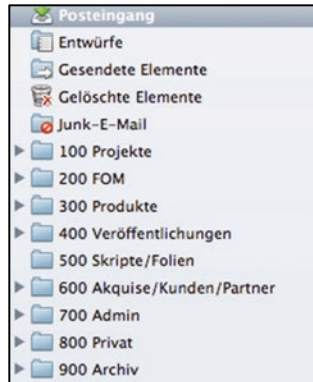 Posteingang
Entwürfe
Gesendete Elemente
Gelöschte Elemente
Junk-E-Mail
100 Projekte
200 FOM
300 Produkte
400 Veröffentlichungen
500 Skripte/Folien
600 Akquise/Kunden/Partner
700 Admin
800 Privat
900 Archiv